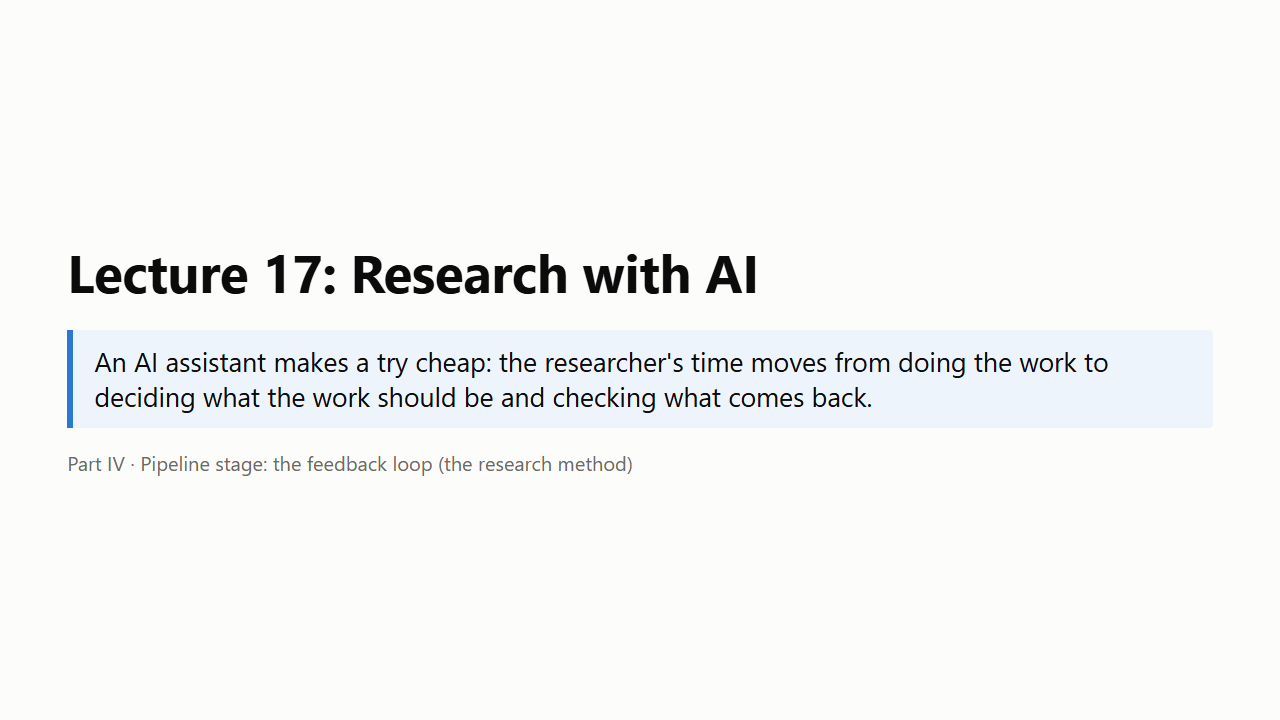 Lecture 17: Research with AI
An AI assistant makes a try cheap: the researcher's time moves from doing the work to
deciding what the work should be and checking what comes back.
Part IV · Pipeline stage: the feedback loop (the research method)